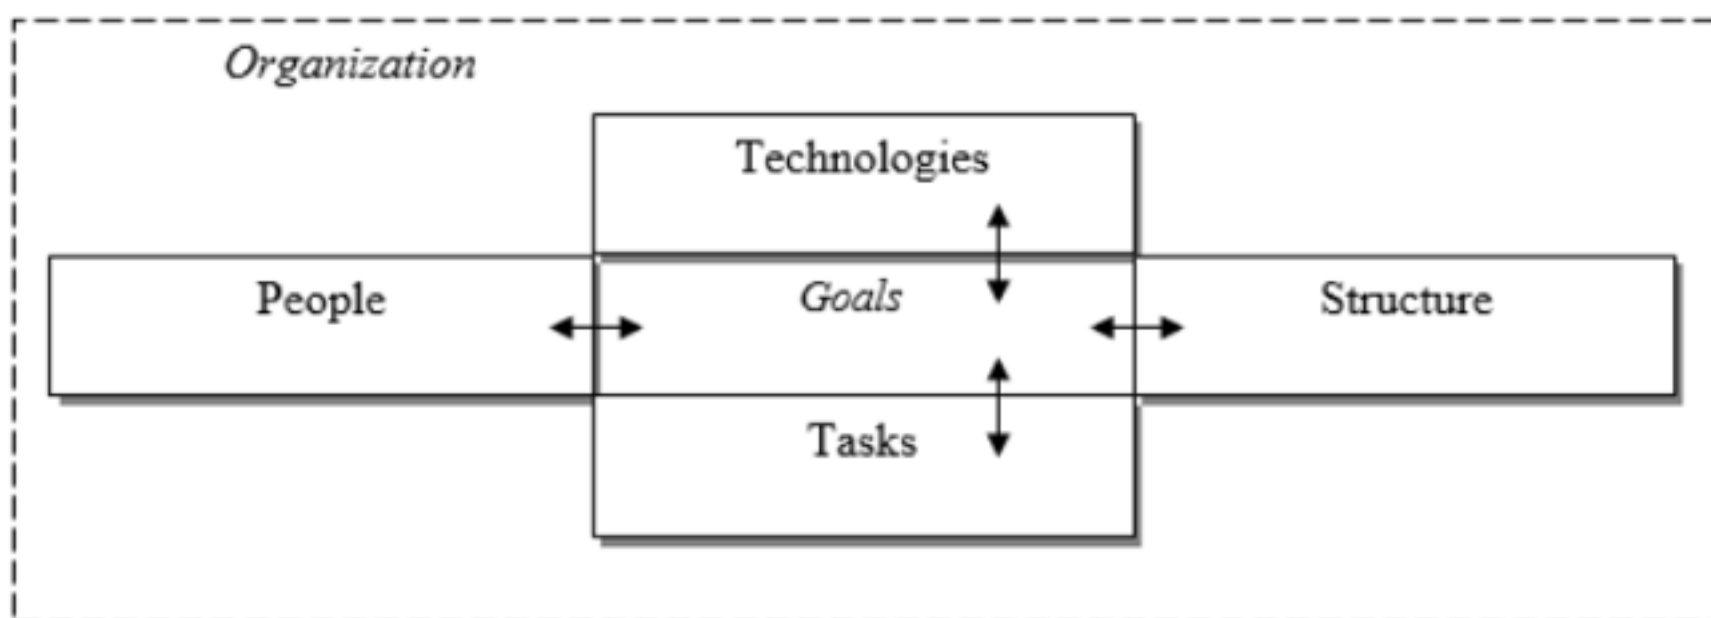 Organization
Technologies
People
Goals
Structure
Tasks